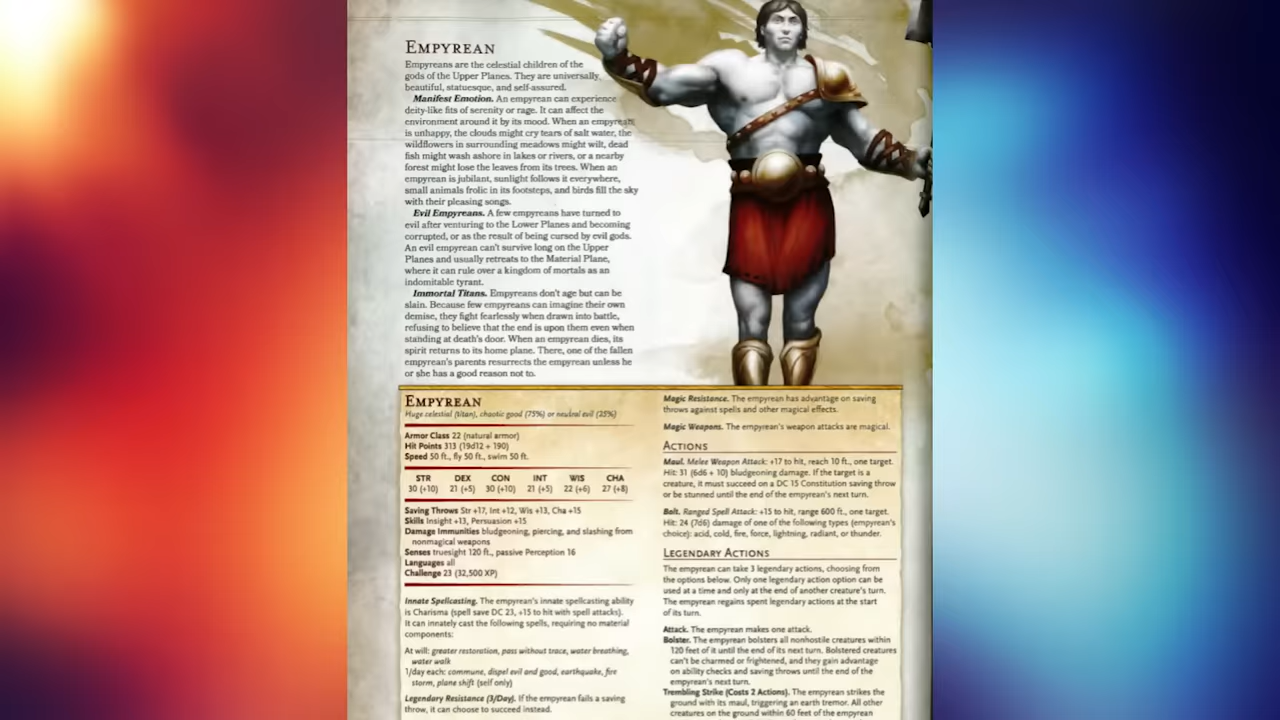 EMPYREAN
Empyreans are the celestial children of the
gods of the Upper Planes. They are universally
beautiful, statuesque, and self-assured.
Manifest Emotion. An empyrean can experience
deity-like fits of serenity or rage. It can affect the
environment around it by its mood. When an empyrean
is unhappy, the clouds might cry tears of salt water, the
wildflowers in surrounding meadows might wilt, dead
fish might wash ashore in lakes or rivers, or a nearby
forest might lose the leaves from its trees. When an
empyrean is jubilant, sunlight follows it everywhere,
small animals frolic in its footsteps, and birds fill the sky
with their pleasing songs.
Evil Empyreans. A few empyreans have turned to
evil after venturing to the Lower Planes and becoming
corrupted, or as the result of being cursed by evil gods.
An evil empyrean can't survive long on the Upper
Planes and usually retreats to the Material Plane,
where it can rule over a kingdom of mortals as an
indomitable tyrant.
Immortal Titans. Empyreans don't age but can be
slain. Because few empyreans can imagine their own
demise, they fight fearlessly when drawn into battle,
refusing to believe that the end is upon them even when
standing at death's door. When an empyrean dies, its
spirit returns to its home plane. There, one of the fallen
empyrean's parents resurrects the empyrean unless he
or she has a good reason not to.
EMPYREAN
Huge celestial (titan), chaotic good (75%) or neutral evil (25%)
Armor Class 22 (natural armor)
Hit Points 313 (19d12 + 190)
Speed 50 ft., fly 50 ft., swim 50 ft.
STR DEX CON INT WIS CHA
30 (+10) 21 (+5) 30 (+10) 21 (+5) 22 (+6) 27 (+8)
Saving Throws Str +17, Int +12, Wis +13, Cha +15
Skills Insight +13, Persuasion +15
Damage Immunities bludgeoning, piercing, and slashing from
nonmagical weapons
Senses truesight 120 ft., passive Perception 16
Languages all
Challenge 23 (32,500 XP)
Innate Spellcasting. The empyrean's innate spellcasting ability
is Charisma (spell save DC 23, +15 to hit with spell attacks).
It can innately cast the following spells, requiring no material
components:
At will: greater restoration, pass without trace, water breathing,
water walk
1/day each: commune, dispel evil and good, earthquake, fire
storm, plane shift (self only)
Legendary Resistance (3/Day). If the empyrean fails a saving
throw, it can choose to succeed instead.
Magic Resistance. The empyrean has advantage on saving
throws against spells and other magical effects.
Magic Weapons. The empyrean's weapon attacks are magical.
ACTIONS
Maul. Melee Weapon Attack: +17 to hit, reach 10 ft., one target.
Hit: 31 (6d6 + 10) bludgeoning damage. If the target is a
creature, it must succeed on a DC 15 Constitution saving throw
or be stunned until the end of the empyrean's next turn.
Bolt. Ranged Spell Attack: +15 to hit, range 600 ft., one target.
Hit: 24 (7d6) damage of one of the following types (empyrean's
choice): acid, cold, fire, force, lightning, radiant, or thunder.
LEGENDARY ACTIONS
The empyrean can take 3 legendary actions, choosing from
the options below. Only one legendary action option can be
used at a time and only at the end of another creature's turn.
The empyrean regains spent legendary actions at the start
of its turn.
Attack. The empyrean makes one attack.
Bolster. The empyrean bolsters all nonhostile creatures within
120 feet of it until the end of its next turn. Bolstered creatures
can't be charmed or frightened, and they gain advantage
on ability checks and saving throws until the end of the
empyrean's next turn.
Trembling Strike (Costs 2 Actions). The empyrean strikes the
ground with its maul, triggering an earth tremor. All other
creatures on the ground within 60 feet of the empyrean